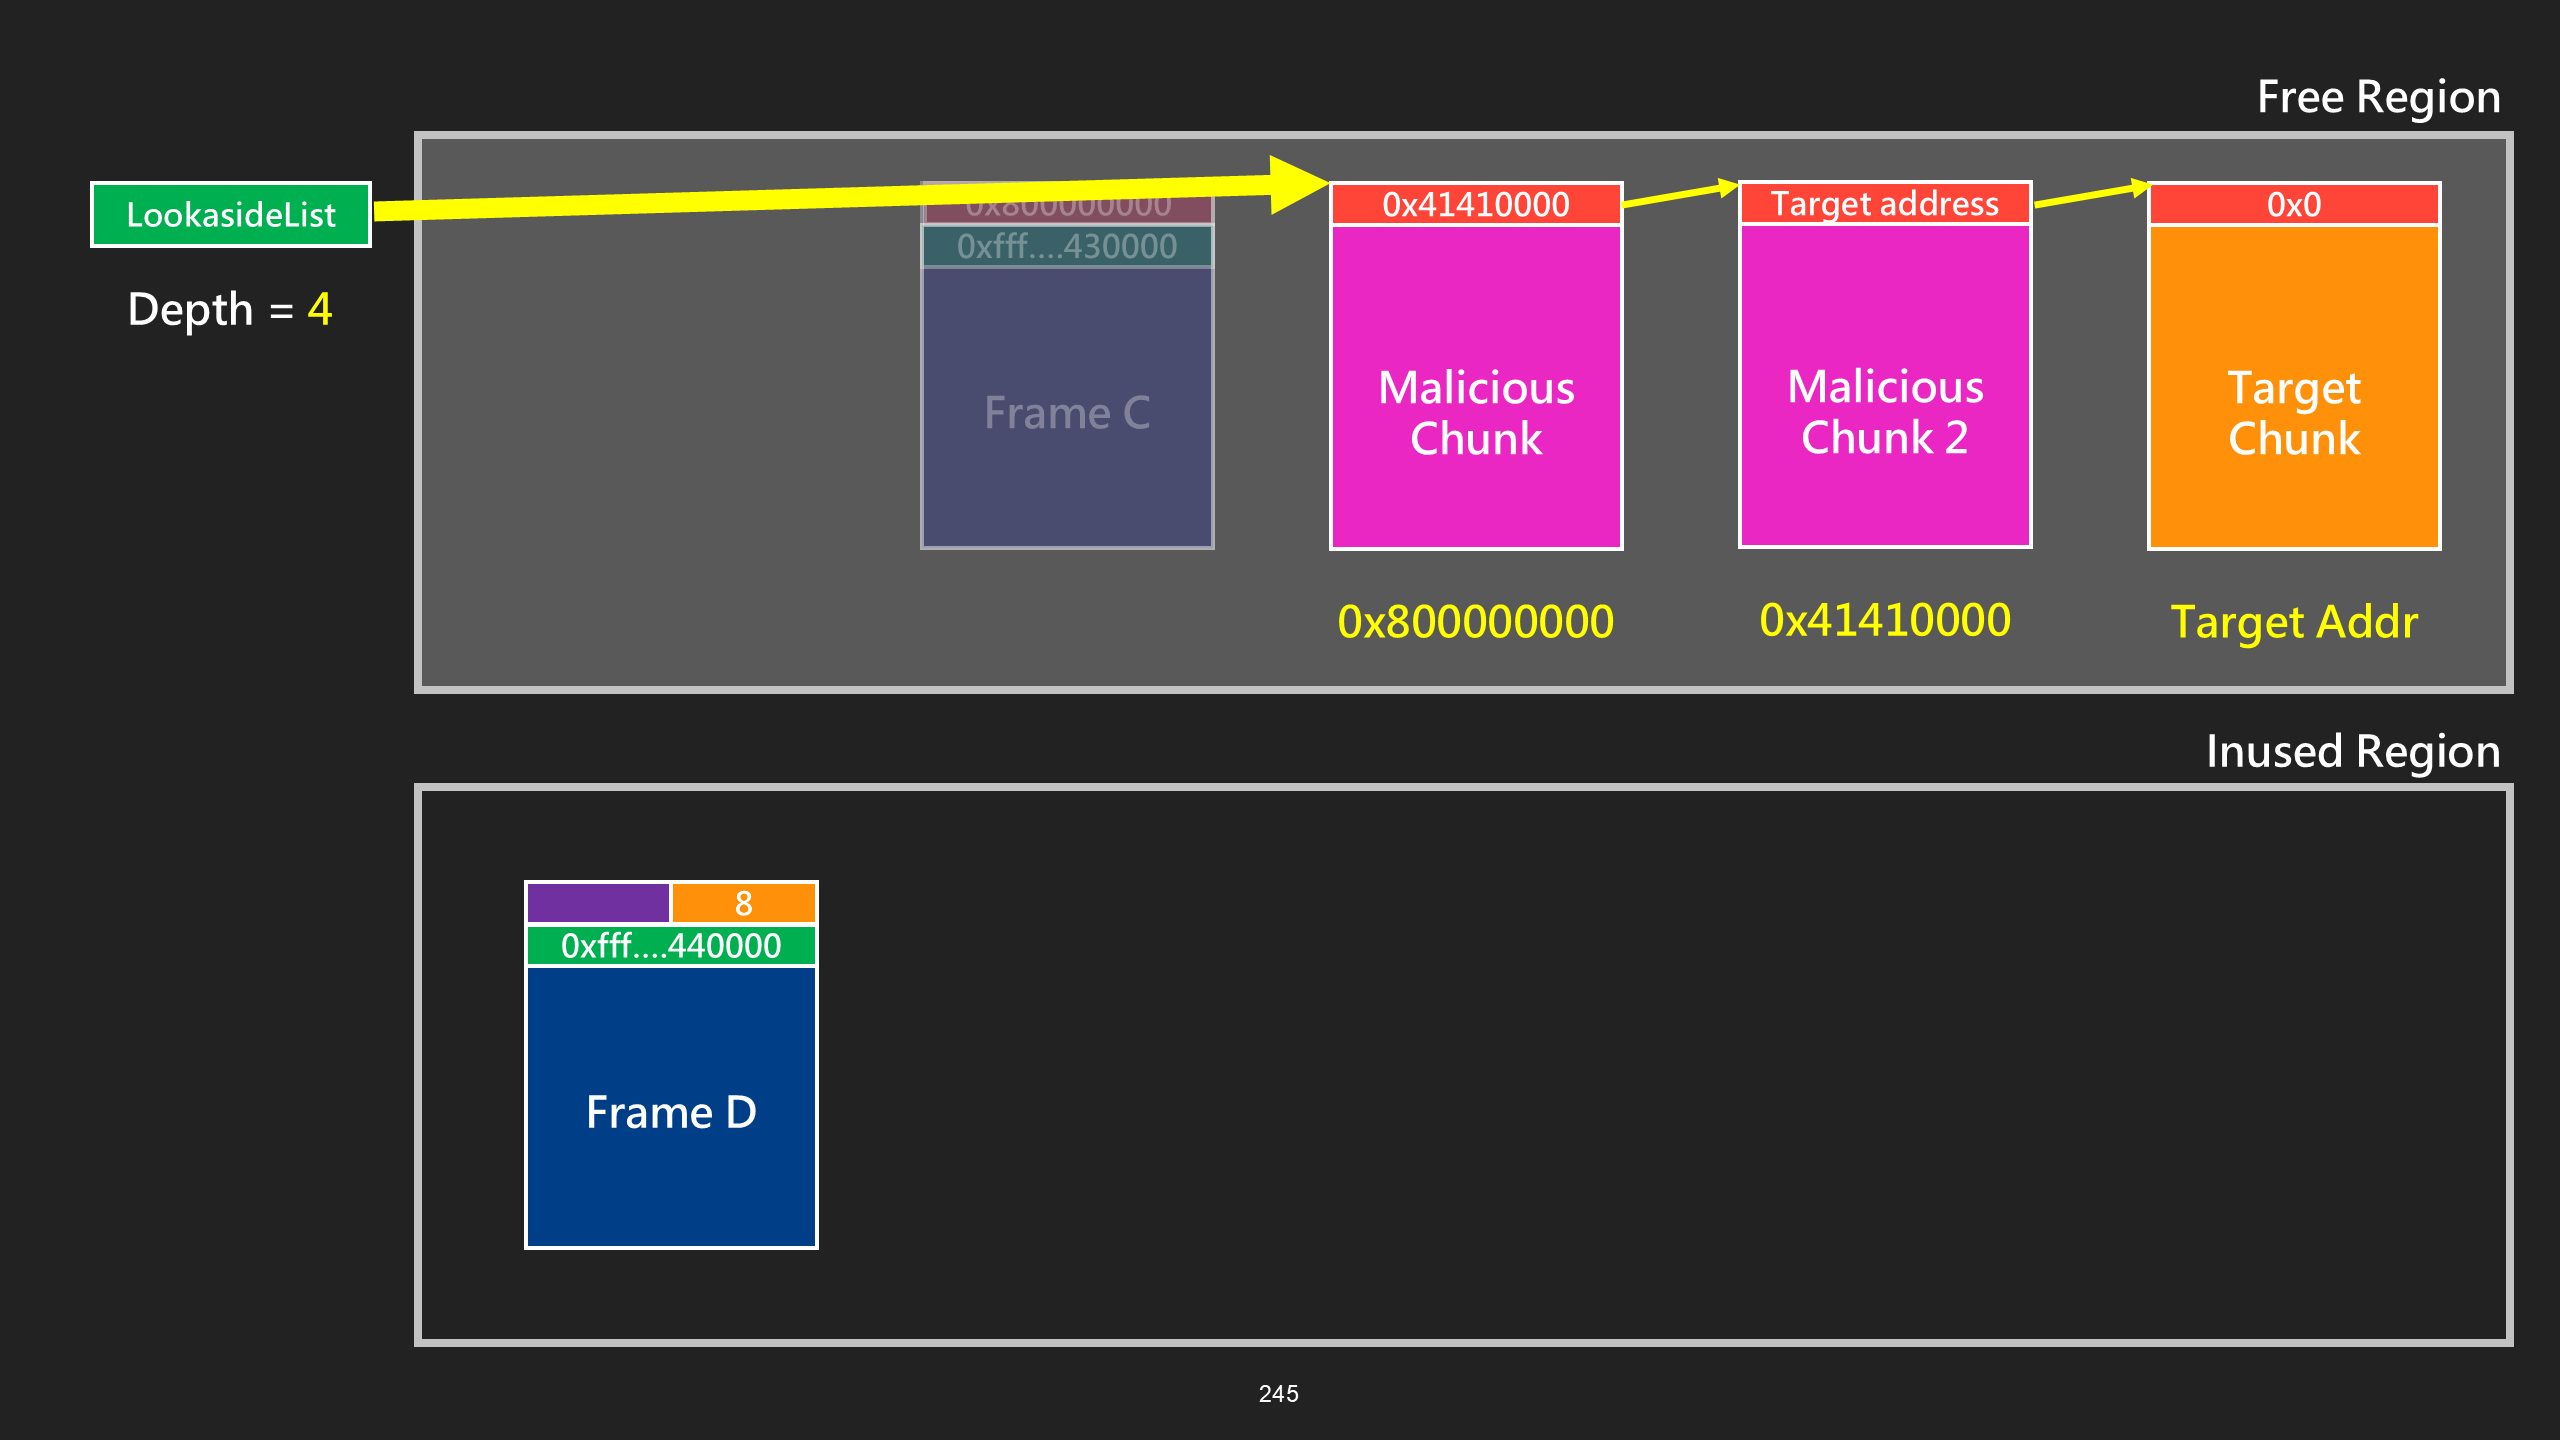 Free Region
LookasideList
Depth = 4
0x800000000
0xfff....430000
Frame C
0x41410000
Malicious
Chunk
0x800000000
Target address
Malicious
Chunk 2
0x41410000
0x0
Target
Chunk
Target Addr
Inused Region
8
0xfff....440000
Frame D
245